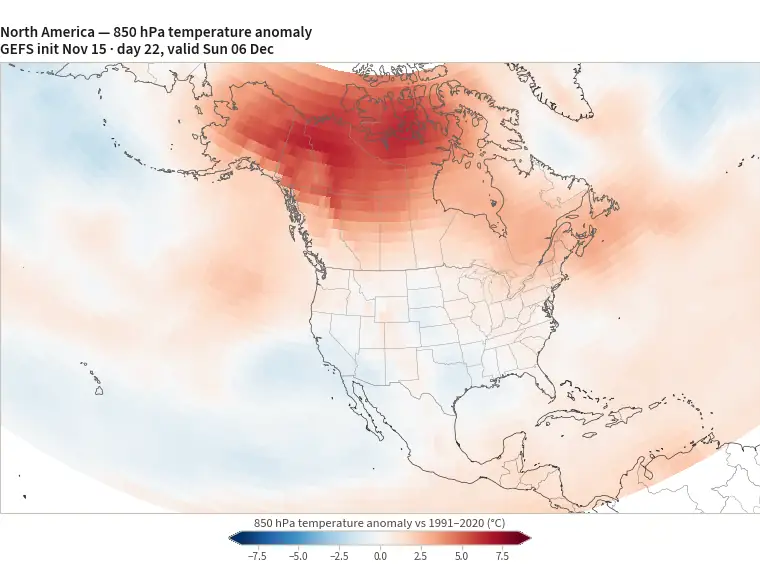 North America — 850 hPa temperature anomaly
GEFS init Nov 15 · day 22, valid Sun 06 Dec
850 hPa temperature anomaly vs 1991–2020 (°C)
−7.5 −5.0 −2.5 0.0 2.5 5.0 7.5